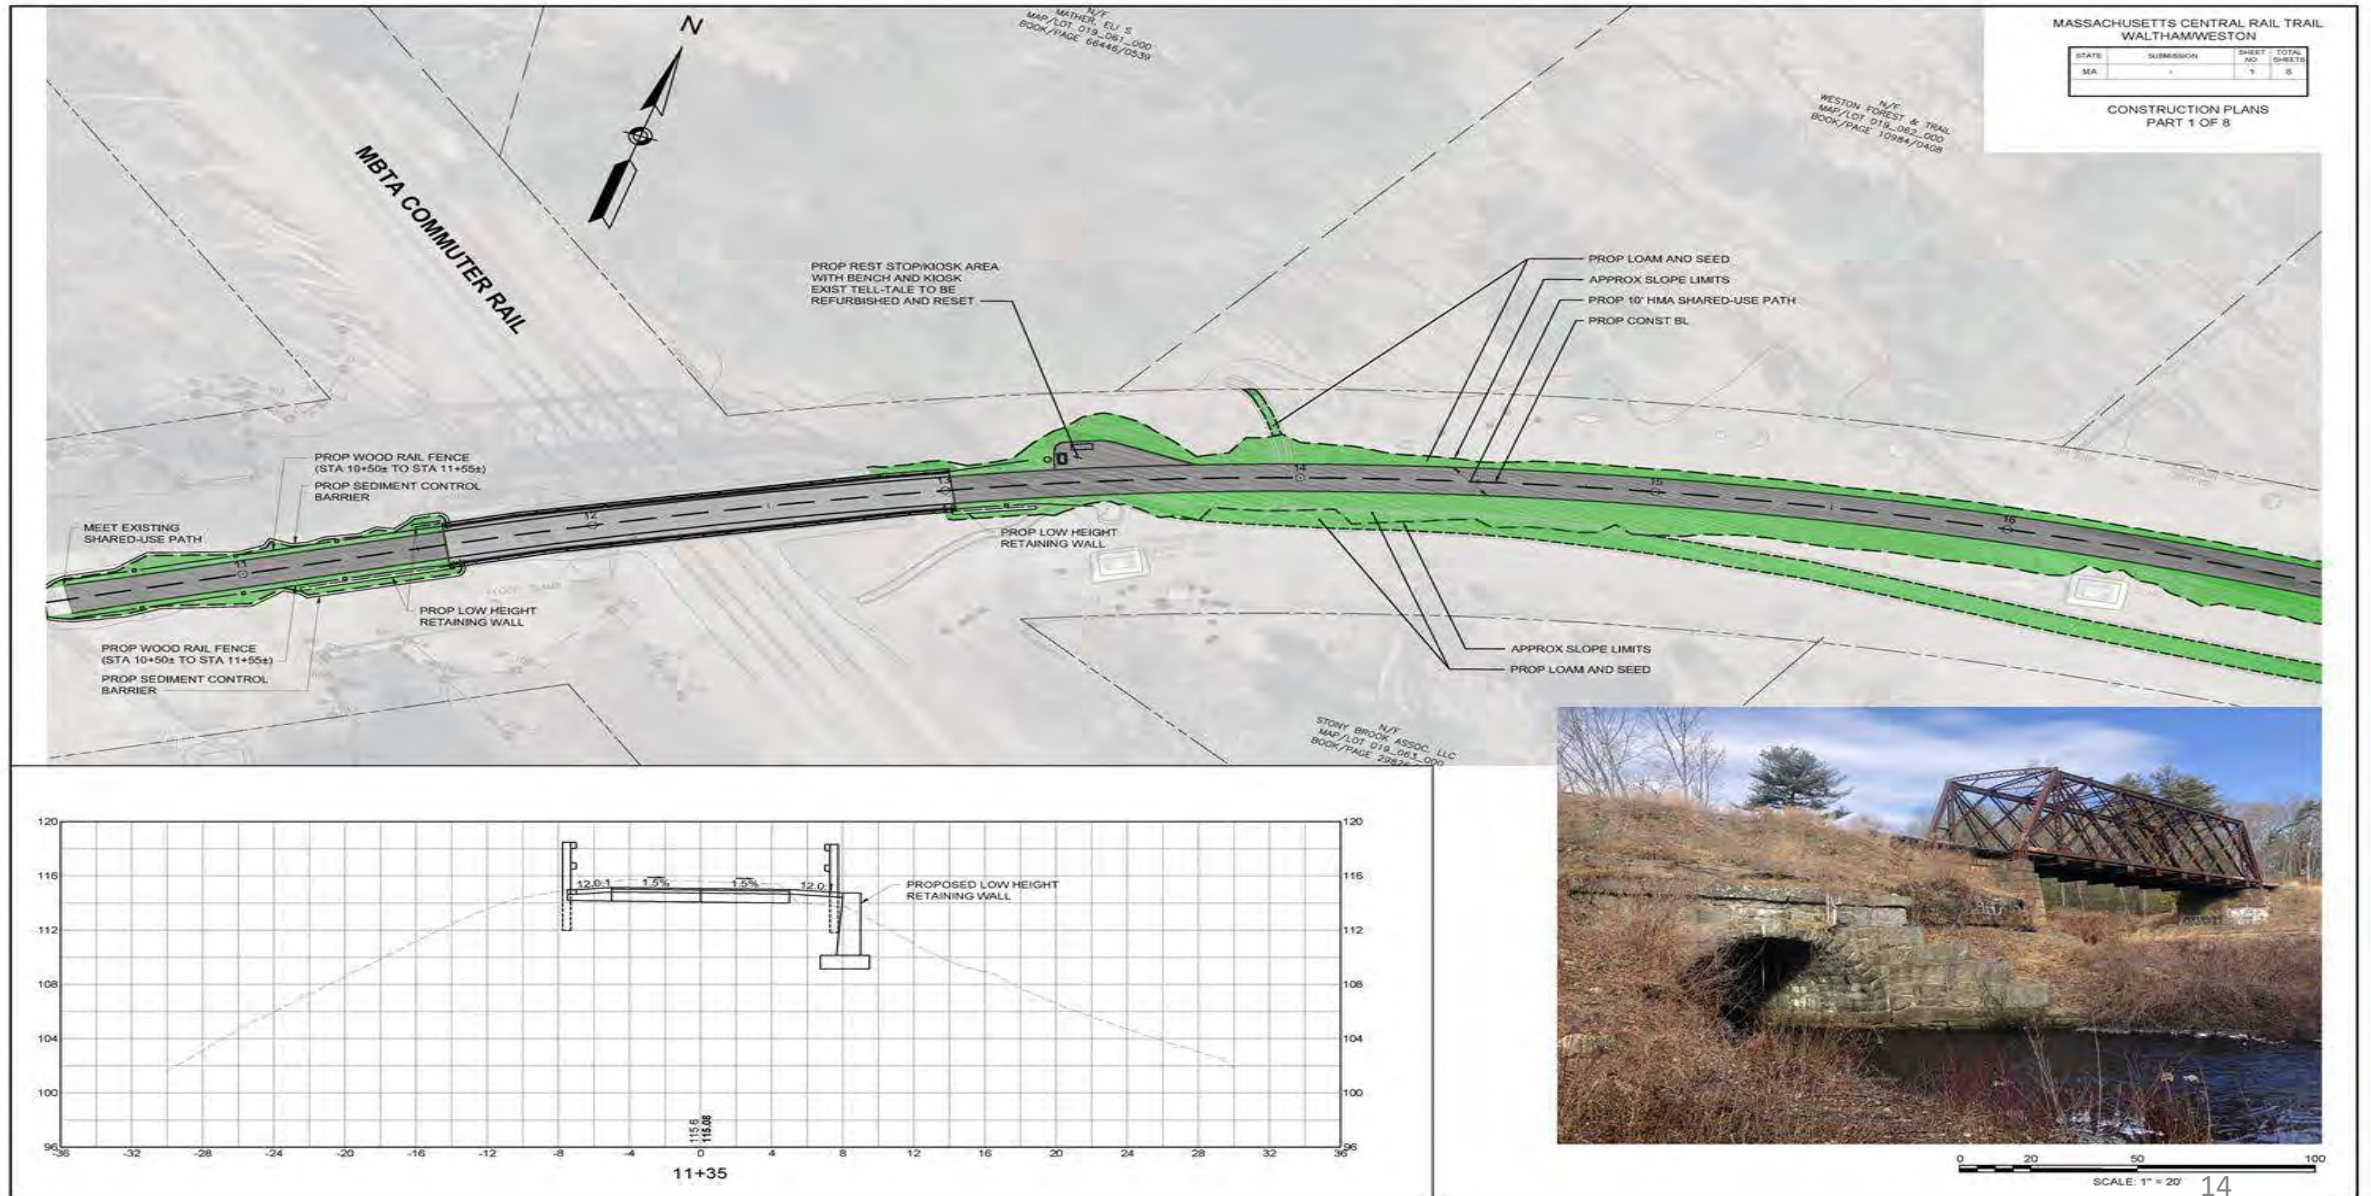 MASSACHUSETTS CENTRAL RAIL TRAIL
WALTHAM/WESTON
STATE SUBMISSION SHEET NO. TOTAL SHEETS
MA - 1 8
CONSTRUCTION PLANS
PART 1 OF 8
N
N/F
MATHER, ELI S
MAP/LOT 019_061_000
BOOK/PAGE 66446/0539
N/F
WESTON FOREST & TRAIL
MAP/LOT 019_062_000
BOOK/PAGE 10984/0408
MBTA COMMUTER RAIL
PROP REST STOP/KIOSK AREA
WITH BENCH AND KIOSK
EXIST TELL-TALE TO BE
REFURBISHED AND RESET
PROP LOAM AND SEED
APPROX SLOPE LIMITS
PROP 10' HMA SHARED-USE PATH
PROP CONST BL
PROP WOOD RAIL FENCE
(STA 10+50± TO STA 11+55±)
PROP SEDIMENT CONTROL
BARRIER
MEET EXISTING
SHARED-USE PATH
11
12
13
14
15
16
PROP LOW HEIGHT
RETAINING WALL
PROP LOW HEIGHT
RETAINING WALL
PROP WOOD RAIL FENCE
(STA 10+50± TO STA 11+55±)
PROP SEDIMENT CONTROL
BARRIER
APPROX SLOPE LIMITS
PROP LOAM AND SEED
N/F
STONY BROOK ASSOC. LLC
MAP/LOT 019_063_000
BOOK/PAGE
120 120
116 116
112 112
108 108
104 104
100 100
96 96
12.0:1 1.5% 1.5% 12.0:1
PROPOSED LOW HEIGHT
RETAINING WALL
115.6
115.08
-36 -32 -28 -24 -20 -16 -12 -8 -4 0 4 8 12 16 20 24 28 32 36
11+35
0 20 50 100
SCALE: 1" = 20'
14